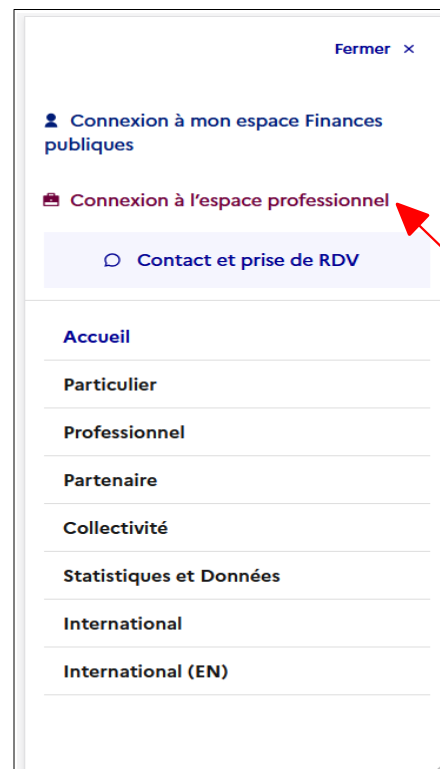 Fermer ×
Connexion à mon espace Finances
publiques
Connexion à l’espace professionnel
Contact et prise de RDV
Accueil
Particulier
Professionnel
Partenaire
Collectivité
Statistiques et Données
International
International (EN)